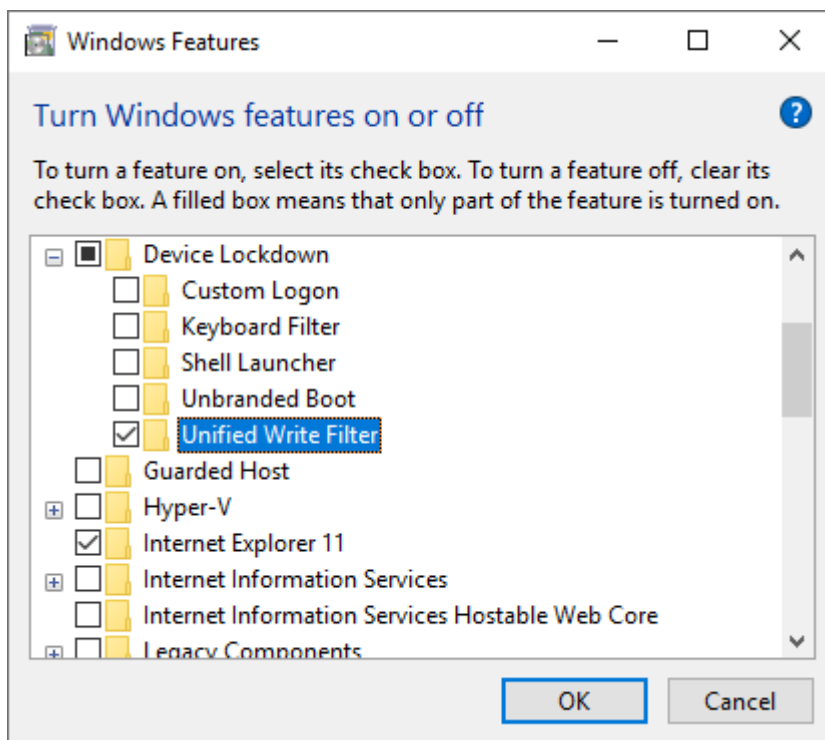 Windows Features
Turn Windows features on or off
?
To turn a feature on, select its check box. To turn a feature off, clear its
check box. A filled box means that only part of the feature is turned on.
Device Lockdown
Custom Logon
Keyboard Filter
Shell Launcher
Unbranded Boot
Unified Write Filter
Guarded Host
Hyper-V
Internet Explorer 11
Internet Information Services
Internet Information Services Hostable Web Core
Legacy Components
OK Cancel